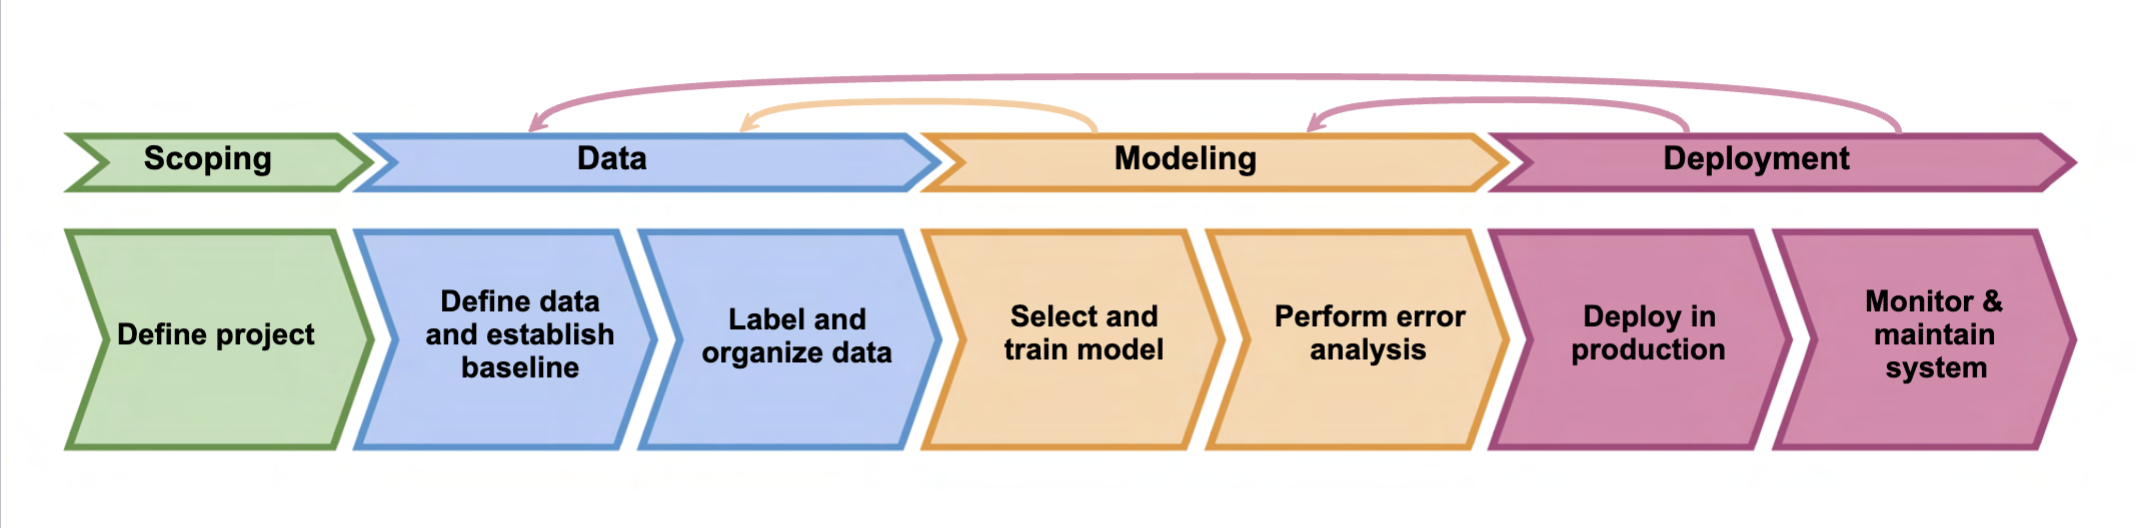 Scoping
Data
Modeling
Deployment
Define project
Define data
and establish
baseline
Label and
organize data
Select and
train model
Perform error
analysis
Deploy in
production
Monitor &
maintain
system